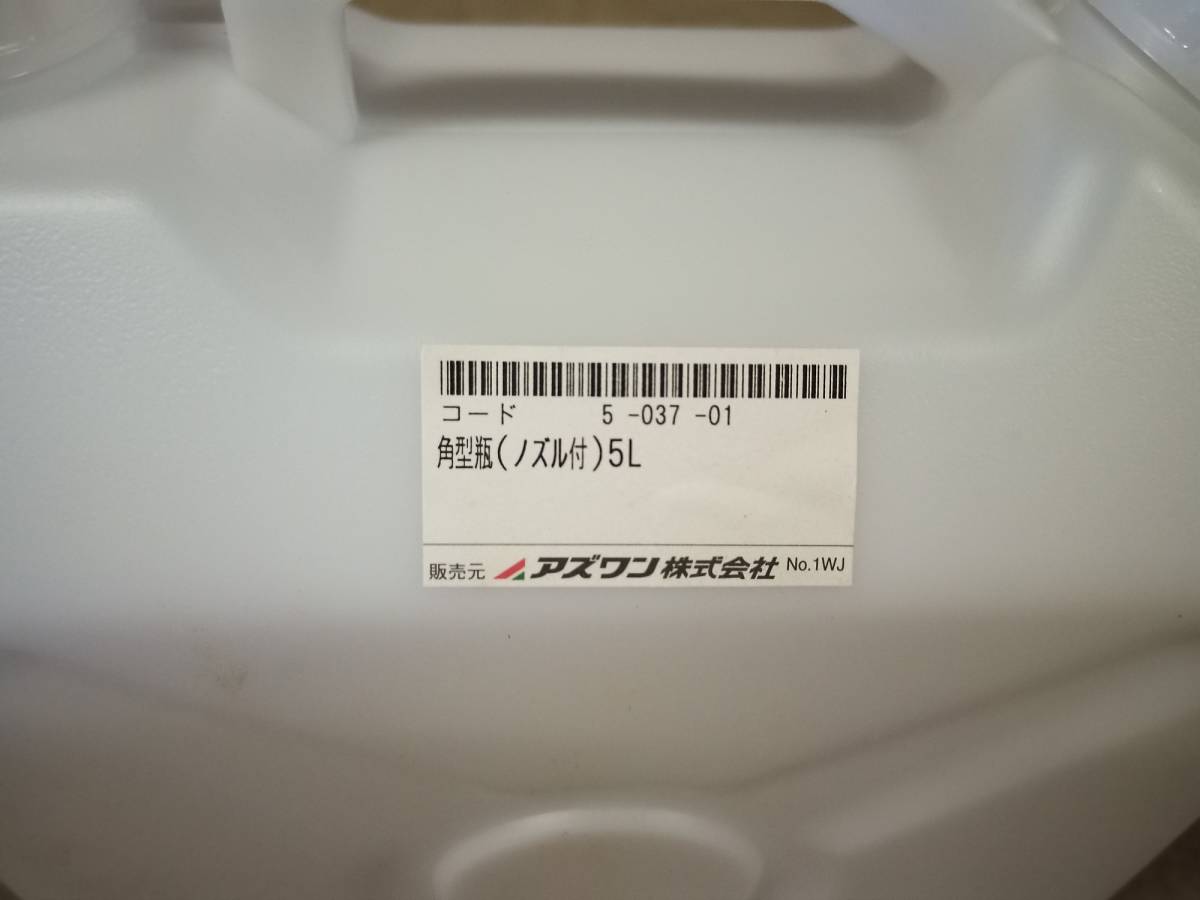 コード 5 -037 -01
角型瓶(ノズル付)5L
販売元 アズワン株式会社 No.1WJ